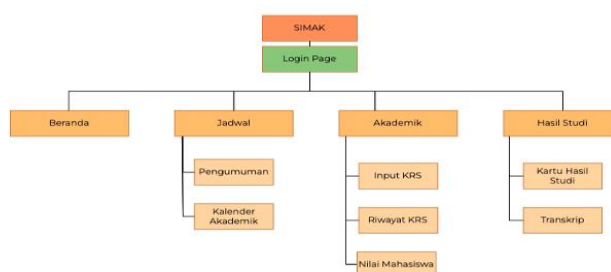 SIMAK
Login Page
Beranda
Jadwal
Akademik
Hasil Studi
Pengumuman
Input KRS
Kartu Hasil
Studi
Kalender
Akademik
Riwayat KRS
Transkrip
Nilai Mahasiswa